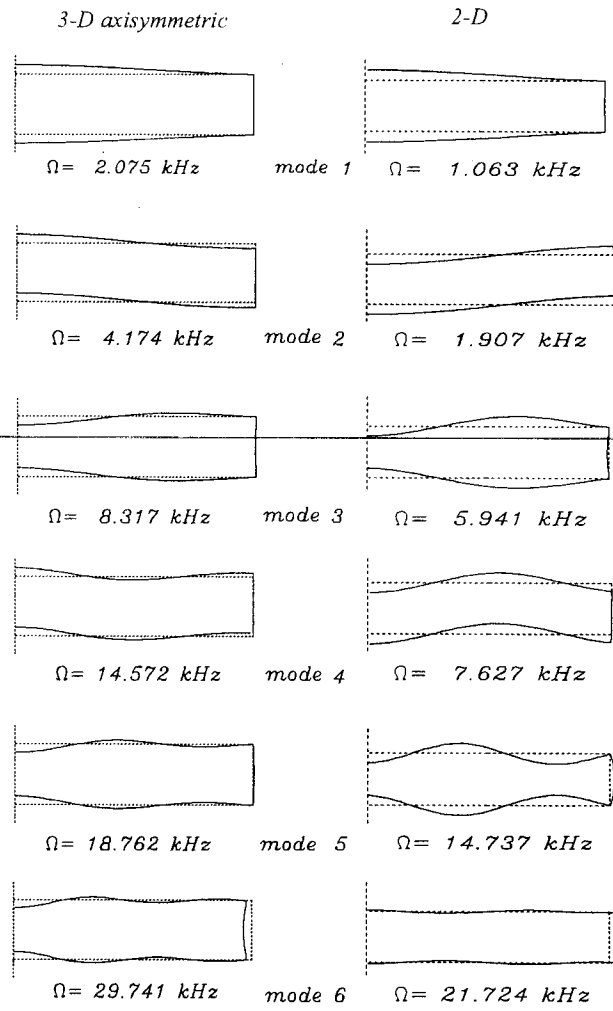 3-D axisymmetric 2-D
Ω= 2.075 kHz mode 1 Ω= 1.063 kHz
Ω= 4.174 kHz mode 2 Ω= 1.907 kHz
Ω= 8.317 kHz mode 3 Ω= 5.941 kHz
Ω= 14.572 kHz mode 4 Ω= 7.627 kHz
Ω= 18.762 kHz mode 5 Ω= 14.737 kHz
Ω= 29.741 kHz mode 6 Ω= 21.724 kHz